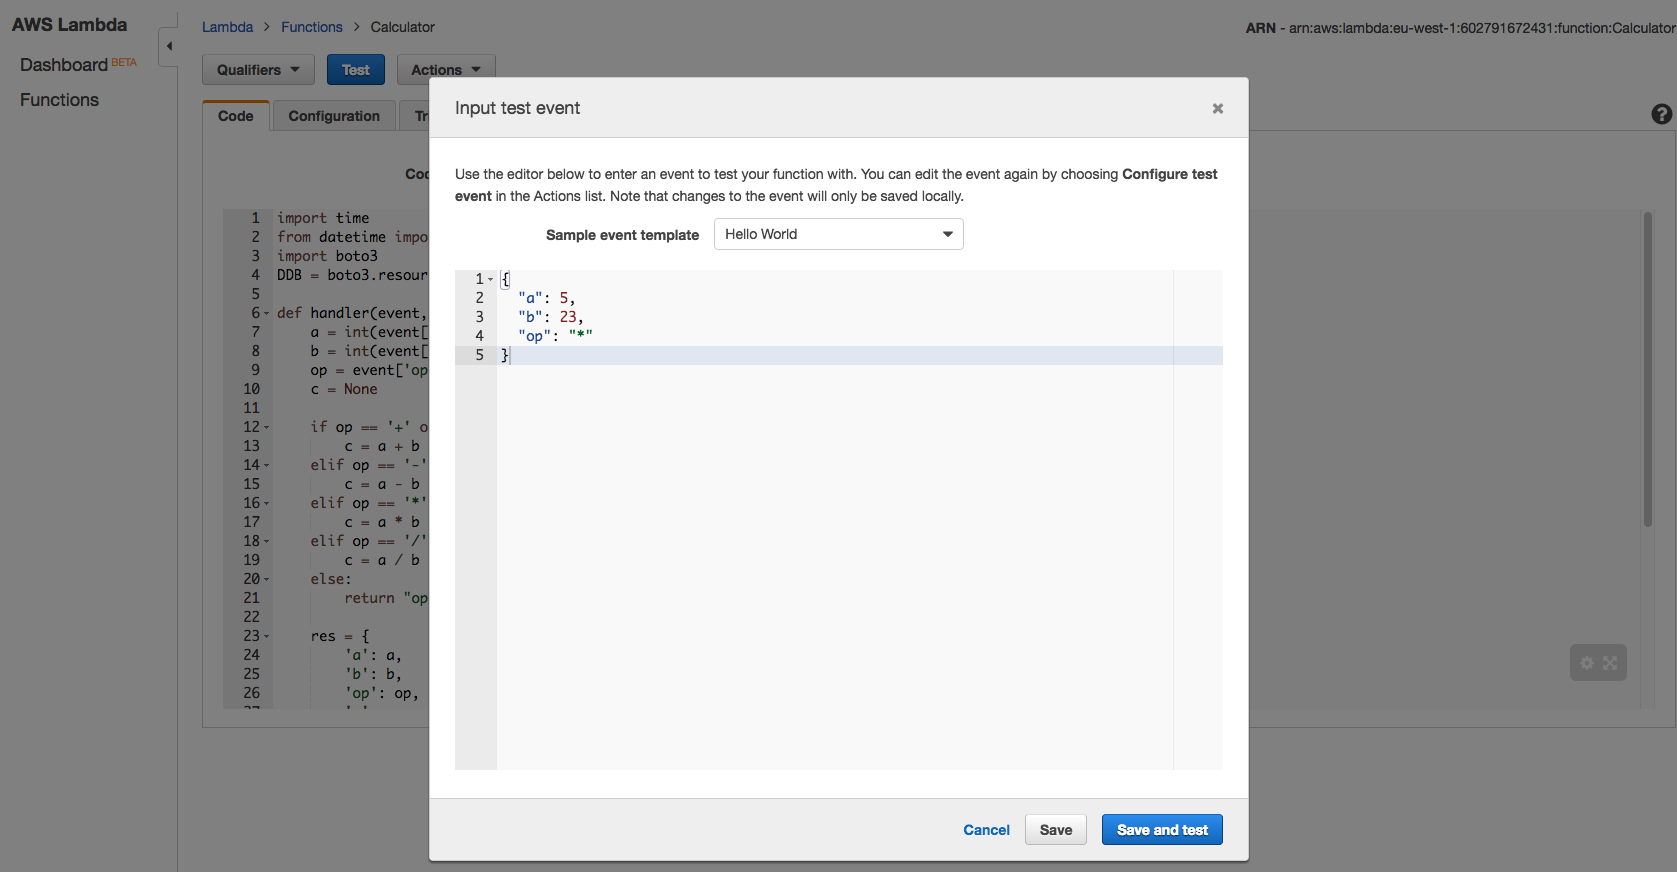 AWS Lambda
Dashboard BETA
Functions
Lambda > Functions > Calculator
ARN - arn:aws:lambda:eu-west-1:602791672431:function:Calculator
Qualifiers
Test
Actions
Code
Configuration
Input test event
Use the editor below to enter an event to test your function with. You can edit the event again by choosing Configure test
event in the Actions list. Note that changes to the event will only be saved locally.
Sample event template
Hello World
1 {
2 "a": 5,
3 "b": 23,
4 "op": "*"
5 }
Cancel
Save
Save and test
1 import time
2 from datetime impo
3 import boto3
4 DDB = boto3.resour
5
6 def handler(event,
7 a = int(event[
8 b = int(event[
9 op = event['op
10 c = None
11
12 if op == '+' o
13 c = a + b
14 elif op == '-'
15 c = a - b
16 elif op == '*'
17 c = a * b
18 elif op == '/'
19 c = a / b
20 else:
21 return "op
22
23 res = {
24 'a': a,
25 'b': b,
26 'op': op,